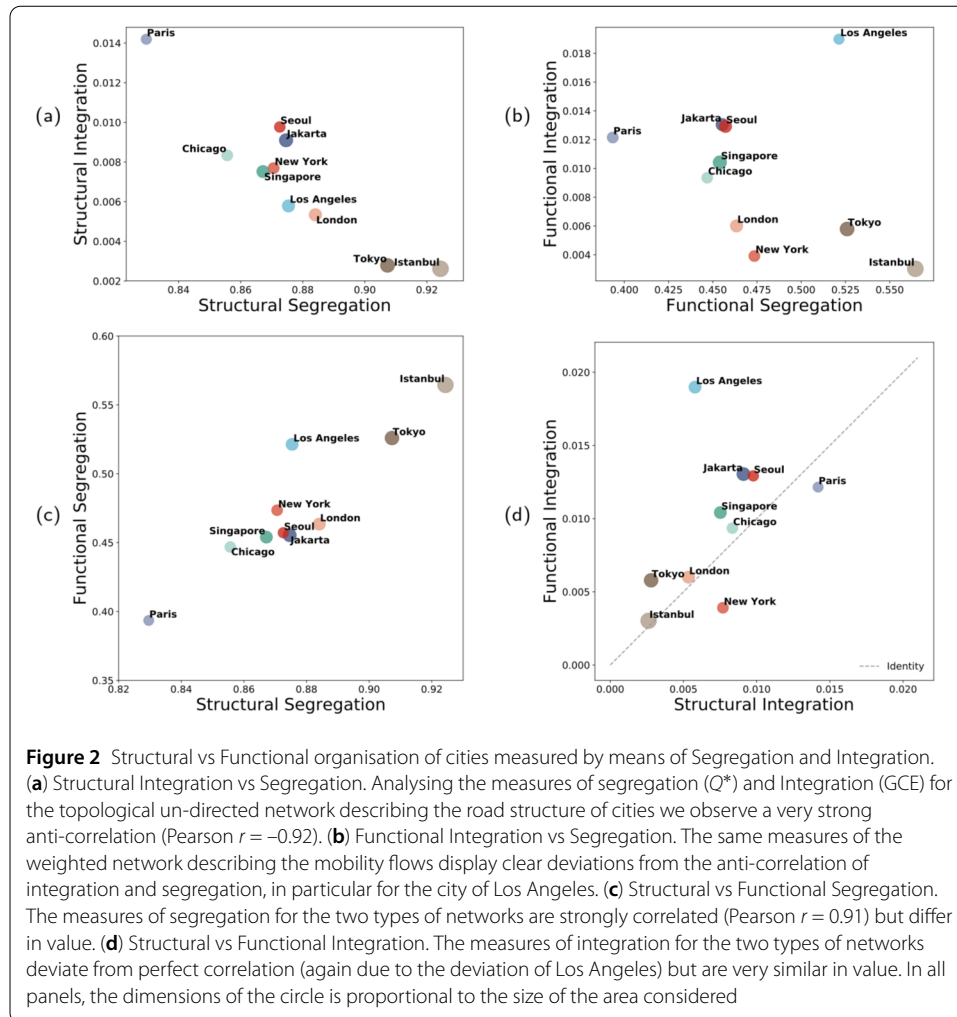 (a)
Structural Integration
0.014
0.012
0.010
0.008
0.006
0.004
0.002
Paris
Seoul
Jakarta
Chicago
New York
Singapore
Los Angeles
London
Tokyo
Istanbul
0.84
0.86
0.88
0.90
0.92
Structural Segregation
(b)
Functional Integration
0.018
0.016
0.014
0.012
0.010
0.008
0.006
0.004
Los Angeles
Jakarta
Seoul
Paris
Singapore
Chicago
London
Tokyo
New York
Istanbul
0.400
0.425
0.450
0.475
0.500
0.525
0.550
Functional Segregation
(c)
Functional Segregation
0.60
0.55
0.50
0.45
0.40
0.35
Istanbul
Tokyo
Los Angeles
New York
London
Singapore
Seoul
Jakarta
Chicago
Paris
0.82
0.84
0.86
0.88
0.90
0.92
Structural Segregation
(d)
Functional Integration
0.020
0.015
0.010
0.005
0.000
Los Angeles
Jakarta
Seoul
Paris
Singapore
Chicago
Tokyo
London
New York
Istanbul
Identity
0.000
0.005
0.010
0.015
0.020
Structural Integration
Figure 2 Structural vs Functional organisation of cities measured by means of Segregation and Integration.
(a) Structural Integration vs Segregation. Analysing the measures of segregation (Q*) and Integration (GCE) for
the topological un-directed network describing the road structure of cities we observe a very strong
anti-correlation (Pearson r = –0.92). (b) Functional Integration vs Segregation. The same measures of the
weighted network describing the mobility flows display clear deviations from the anti-correlation of
integration and segregation, in particular for the city of Los Angeles. (c) Structural vs Functional Segregation.
The measures of segregation for the two types of networks are strongly correlated (Pearson r = 0.91) but differ
in value. (d) Structural vs Functional Integration. The measures of integration for the two types of networks
deviate from perfect correlation (again due to the deviation of Los Angeles) but are very similar in value. In all
panels, the dimensions of the circle is proportional to the size of the area considered